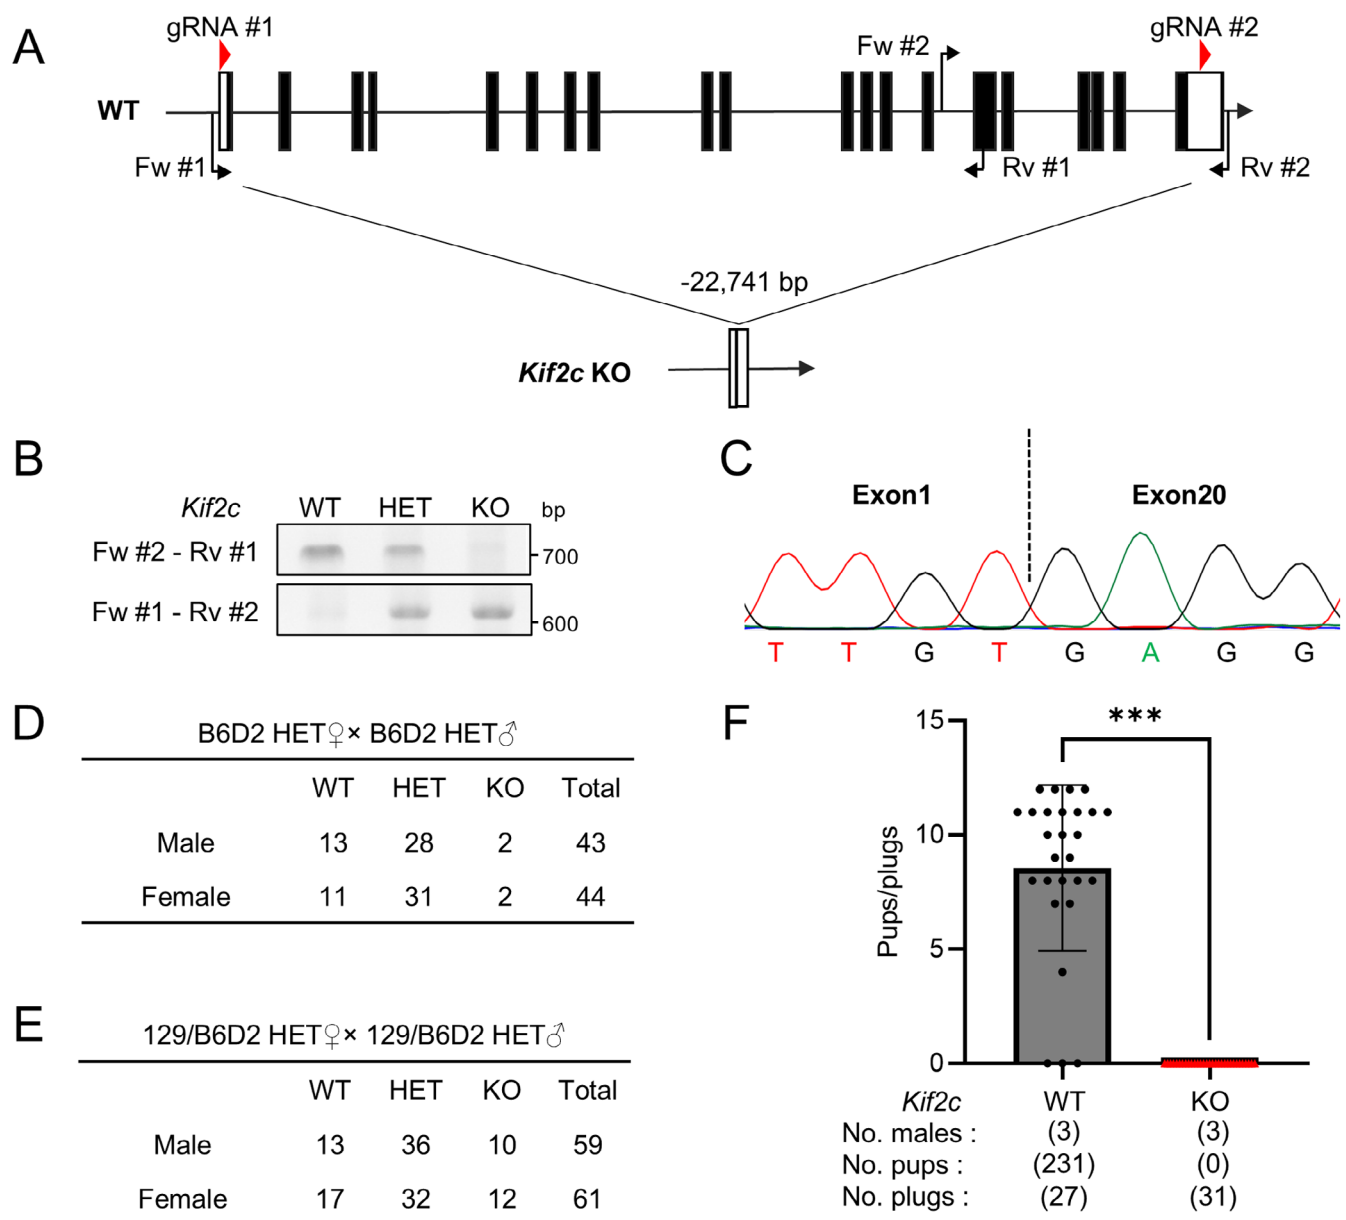 A
gRNA #1
gRNA #2
Fw #2
WT
Fw #1
Rv #1
Rv #2
-22,741 bp
Kif2c KO
B
Kif2c WT HET KO bp
Fw #2 - Rv #1 700
Fw #1 - Rv #2 600
C
Exon1 Exon20
T T G T G A G G
D
B6D2 HET♀× B6D2 HET♂
WT HET KO Total
Male 13 28 2 43
Female 11 31 2 44
E
129/B6D2 HET♀× 129/B6D2 HET♂
WT HET KO Total
Male 13 36 10 59
Female 17 32 12 61
F
***
Pups/plugs
15
10
5
0
Kif2c WT KO
No. males : (3) (3)
No. pups : (231) (0)
No. plugs : (27) (31)